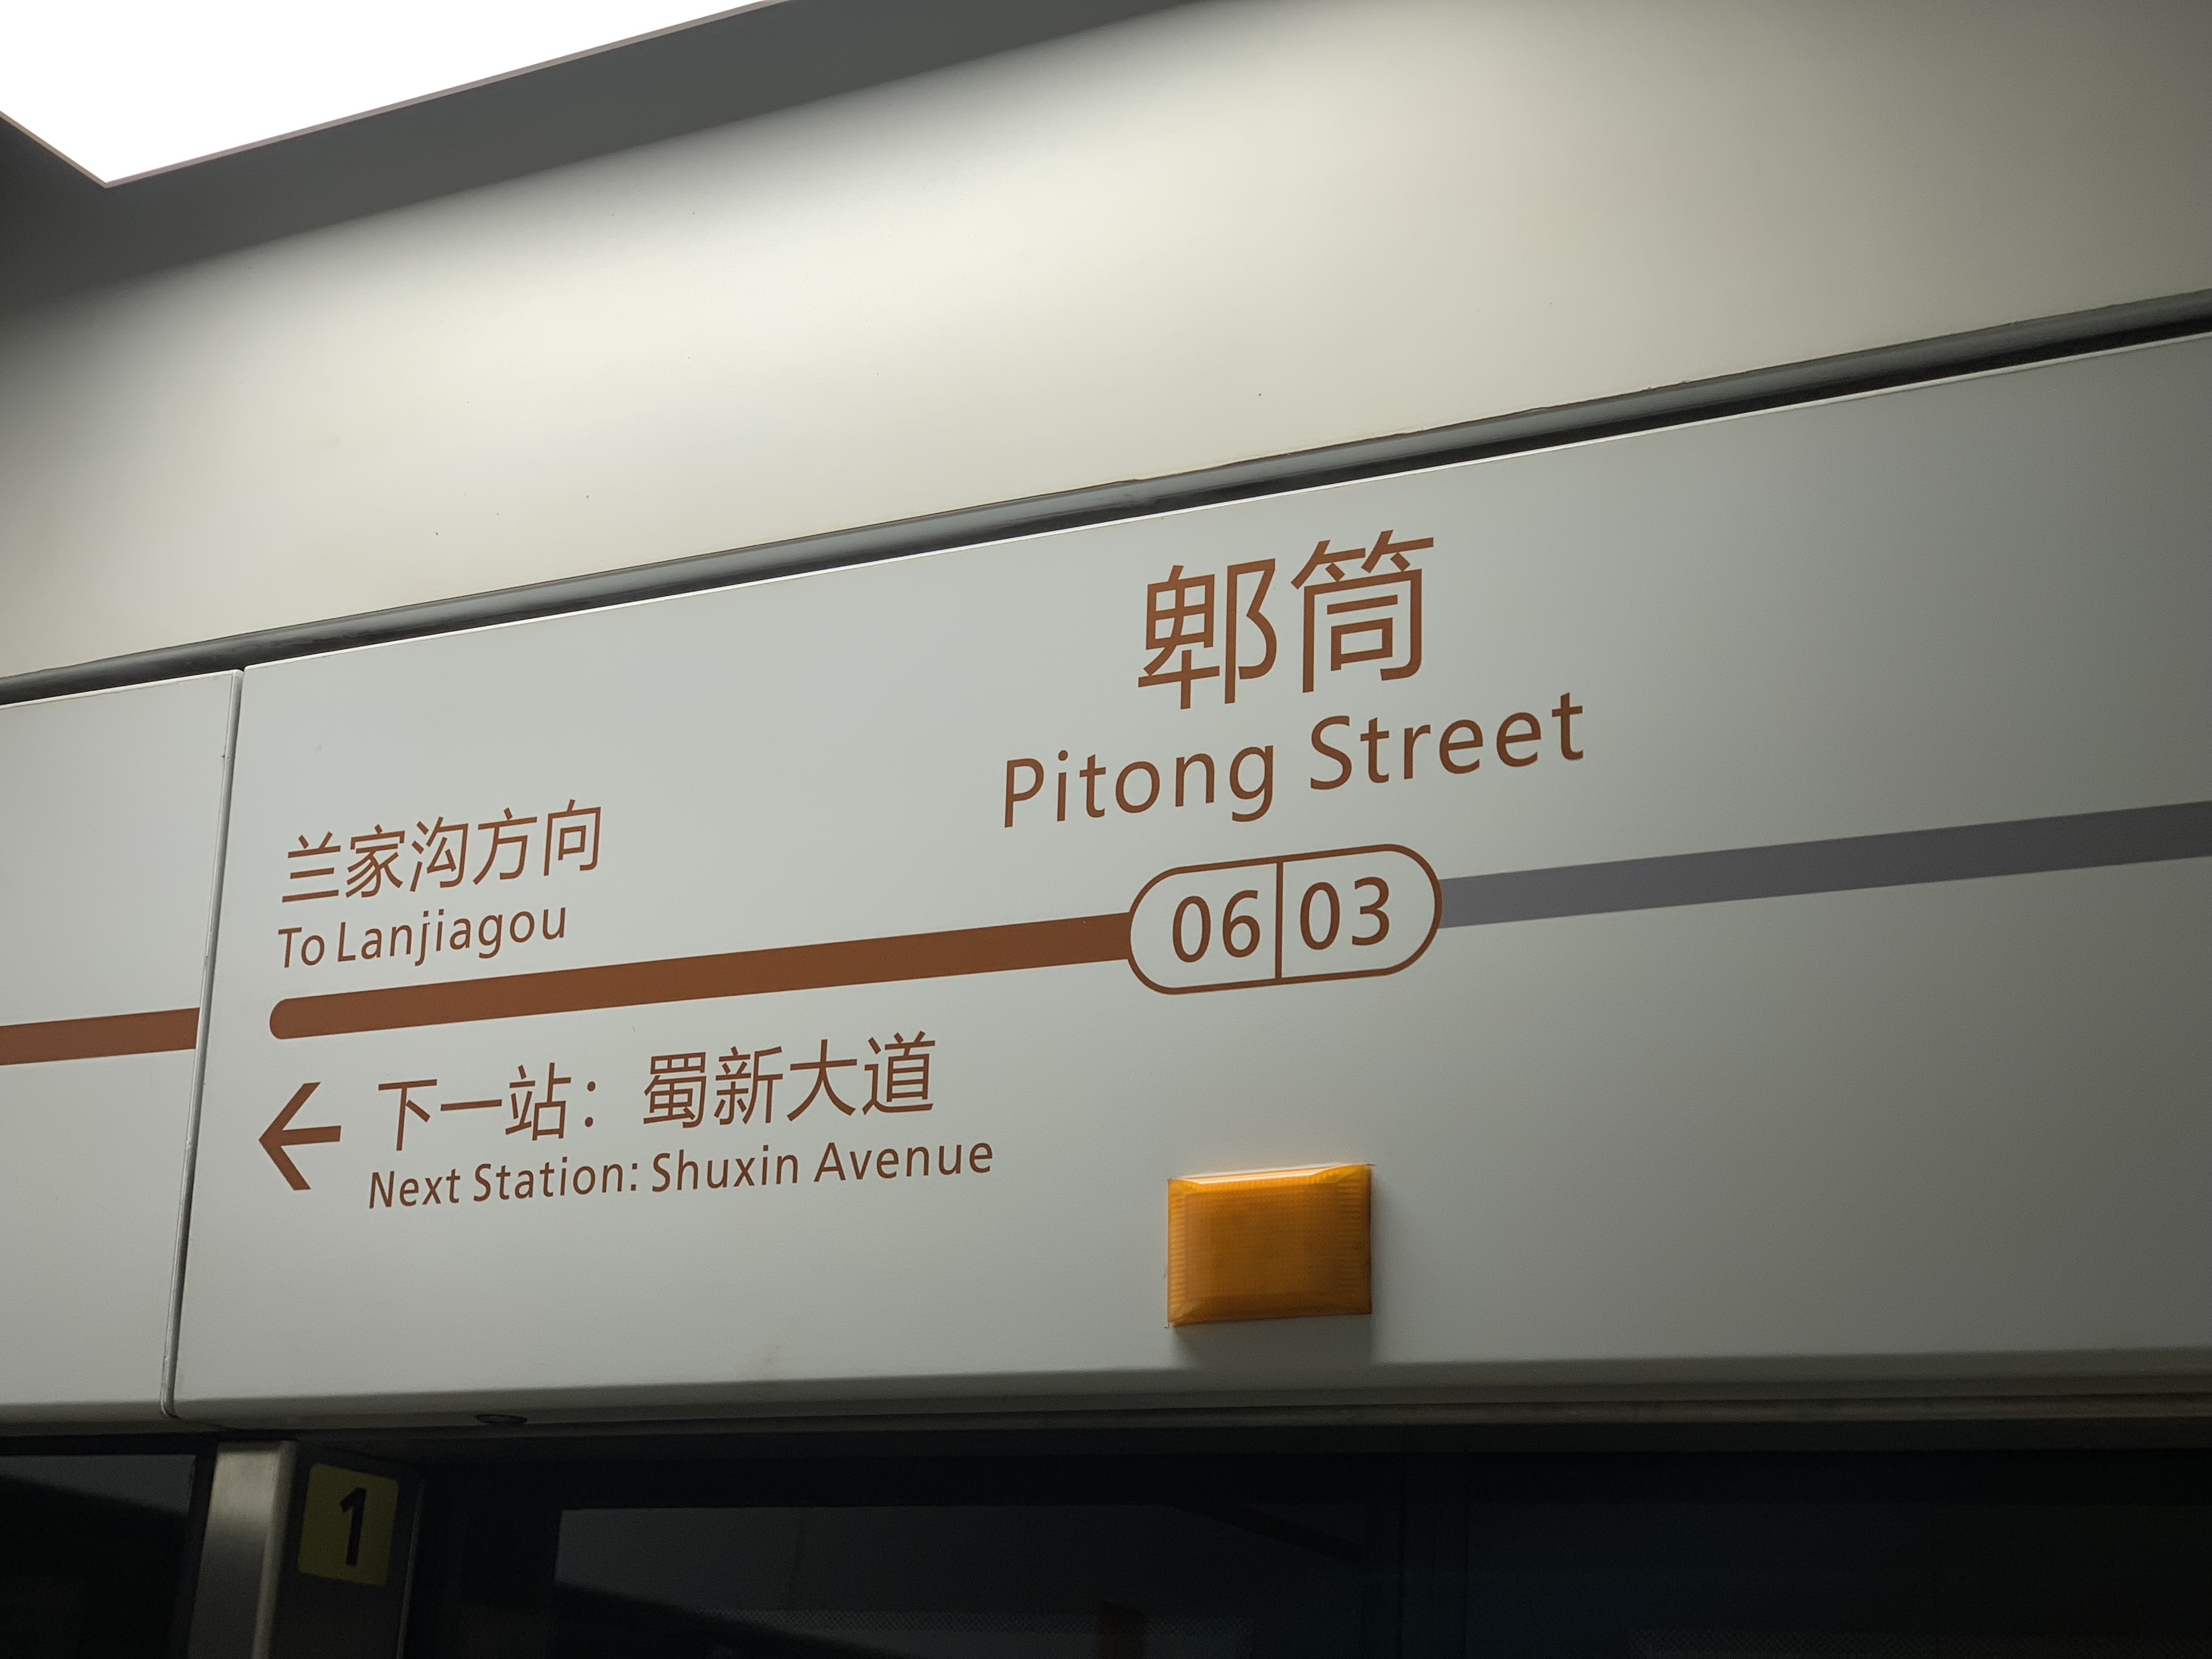 郫筒
Pitong Street
兰家沟方向
To Lanjiagou
06 03
下一站：蜀新大道
Next Station: Shuxin Avenue
1